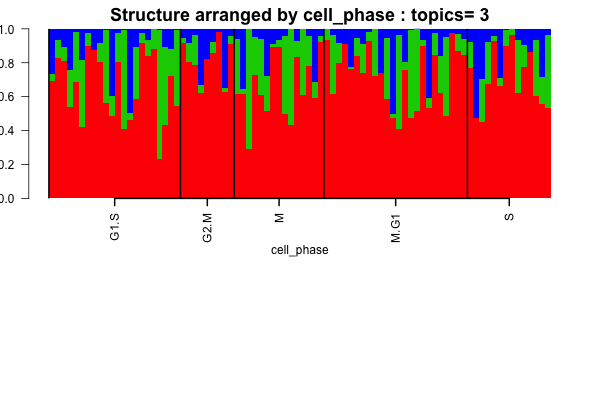 Structure arranged by cell_phase : topics= 3
1.0
0.8
0.6
0.4
0.2
0.0
G1.S
G2.M
M
M.G1
S
cell_phase